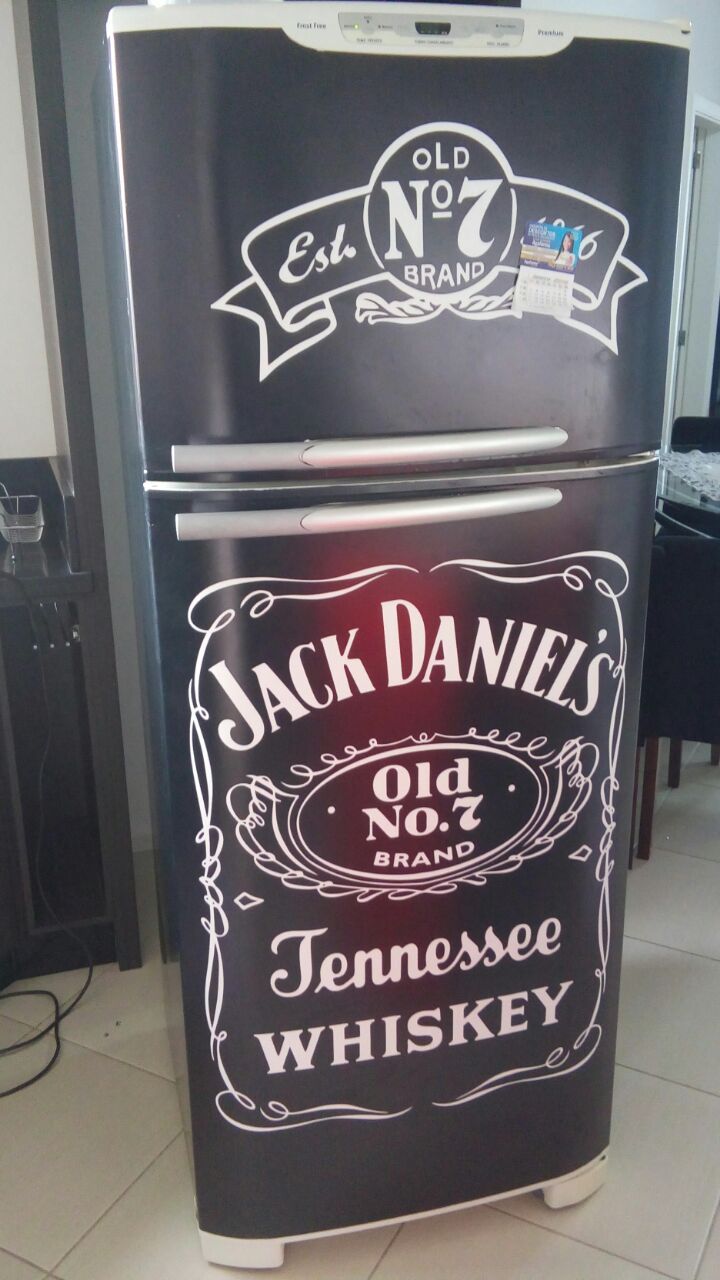 Frost Free
Premium
OLD
Est.
Nº7
BRAND
JACK DANIEL'S
Old
No.7
BRAND
Tennessee
WHISKEY